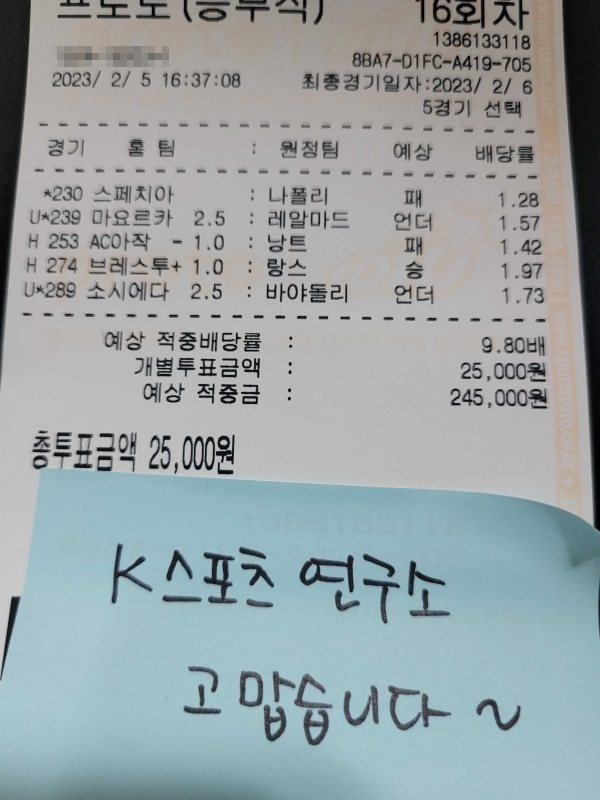 프로토(승부식) 16회차
1386133118
8BA7-D1FC-A419-705
2023/ 2/ 5 16:37:08 최종경기일자:2023/ 2/ 6
5경기 선택
경기 홈 팀 : 원정팀 예상 배당률
*230 스페치아 : 나폴리 패 1.28
U*239 마요르카 2.5 : 레알마드 언더 1.57
H 253 AC아작 - 1.0 : 낭트 패 1.42
H 274 브레스투+ 1.0 : 랑스 승 1.97
U*289 소시에다 2.5 : 바야돌리 언더 1.73
예상 적중배당률 : 9.80배
개별투표금액 : 25,000원
예상 적중금 : 245,000원
총투표금액 25,000원
K스포츠 연구소
고맙습니다 ~